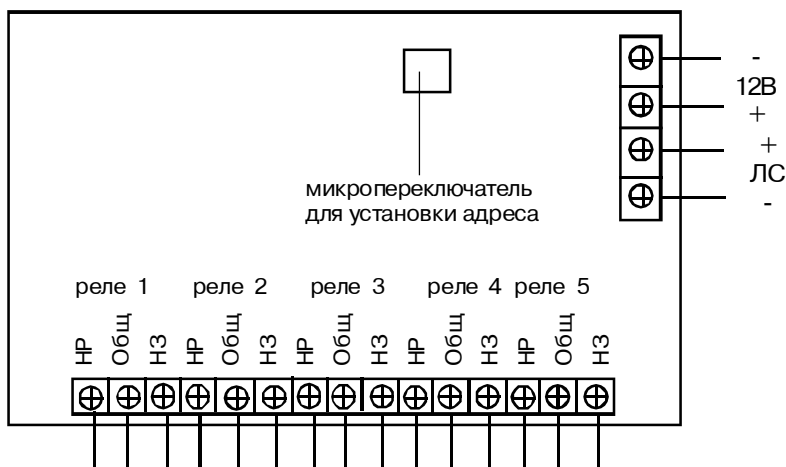 -
12В
+
+
ЛС
-
микропереключатель
для установки адреса
реле 1 реле 2 реле 3 реле 4 реле 5
НР Общ НЗ НР Общ НЗ НР Общ НЗ НР Общ НЗ НР Общ НЗ